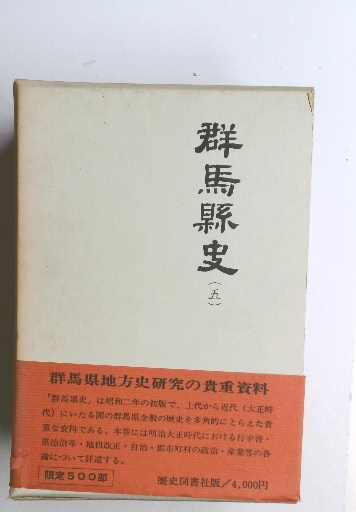 群馬縣史
(五)
群馬県地方史研究の貴重資料
「群馬県史」は昭和二年の初版で、上代から近代（大正時
代）にいたる間の群馬県全般の歴史を多角的にとらえた貴
重な資料である。本巻には明治大正時代における行幸啓・
県治沿革・地租改正・自治・郡市町村の政治・産業等の各
論について詳述する。
限定500部
歴史図書社版/4,000円